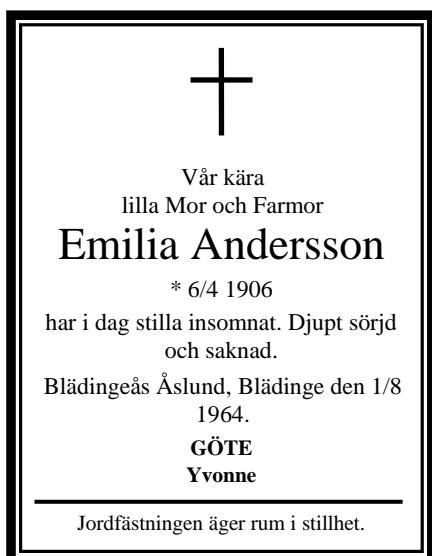 Vår kära
lilla Mor och Farmor
Emilia Andersson
* 6/4 1906
har i dag stilla insomnat. Djupt sörjd
och saknad.
Blädingeås Åslund, Blädinge den 1/8
1964.
GÖTE
Yvonne
Jordfästningen äger rum i stillhet.